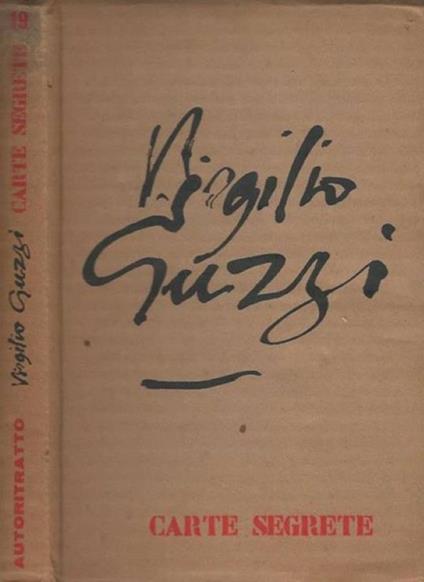 19
CARTE SEGRETE
Virgilio Guzzi
AUTORITRATTO
Virgilio
Guzzi
CARTE SEGRETE